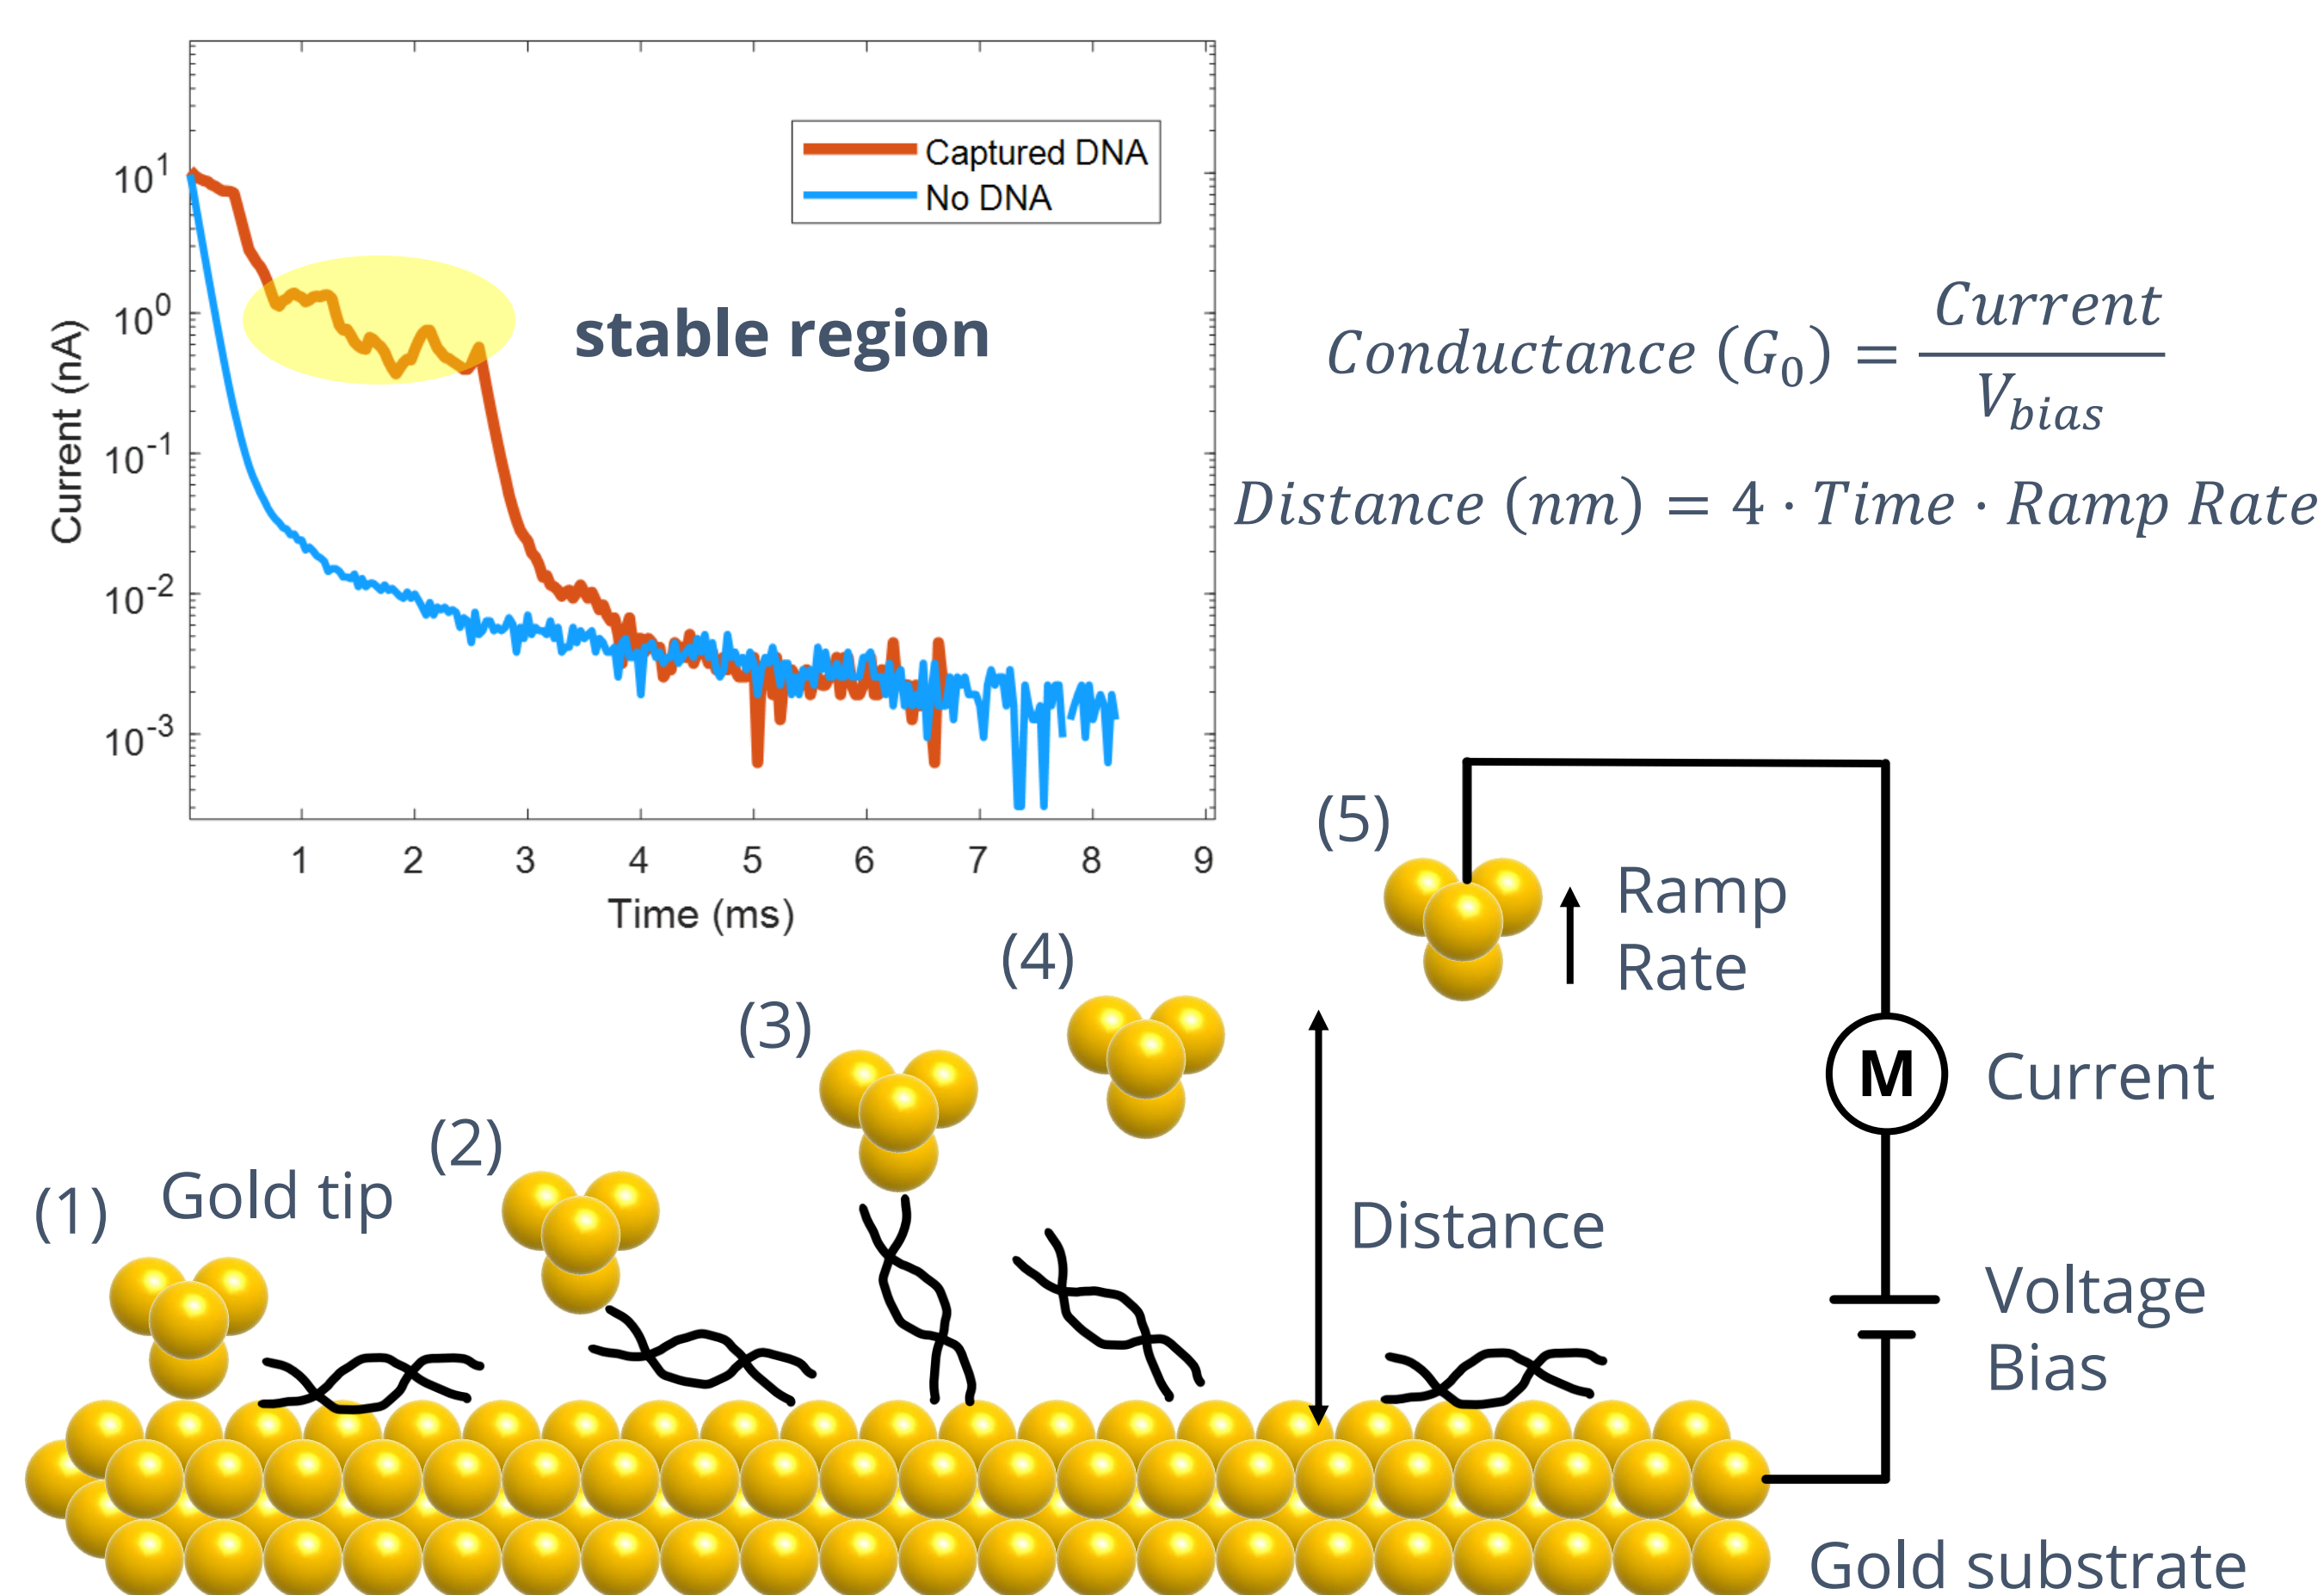 Captured DNA
No DNA
10^1
10^0
10^-1
10^-2
10^-3
Current (nA)
stable region
1 2 3 4 5 6 7 8 9
Time (ms)
Conductance (G_0) = Current / V_bias
Distance (nm) = 4 · Time · Ramp Rate
(1)
Gold tip
(2)
(3)
(4)
(5)
Ramp
Rate
Distance
M
Current
Voltage
Bias
Gold substrate